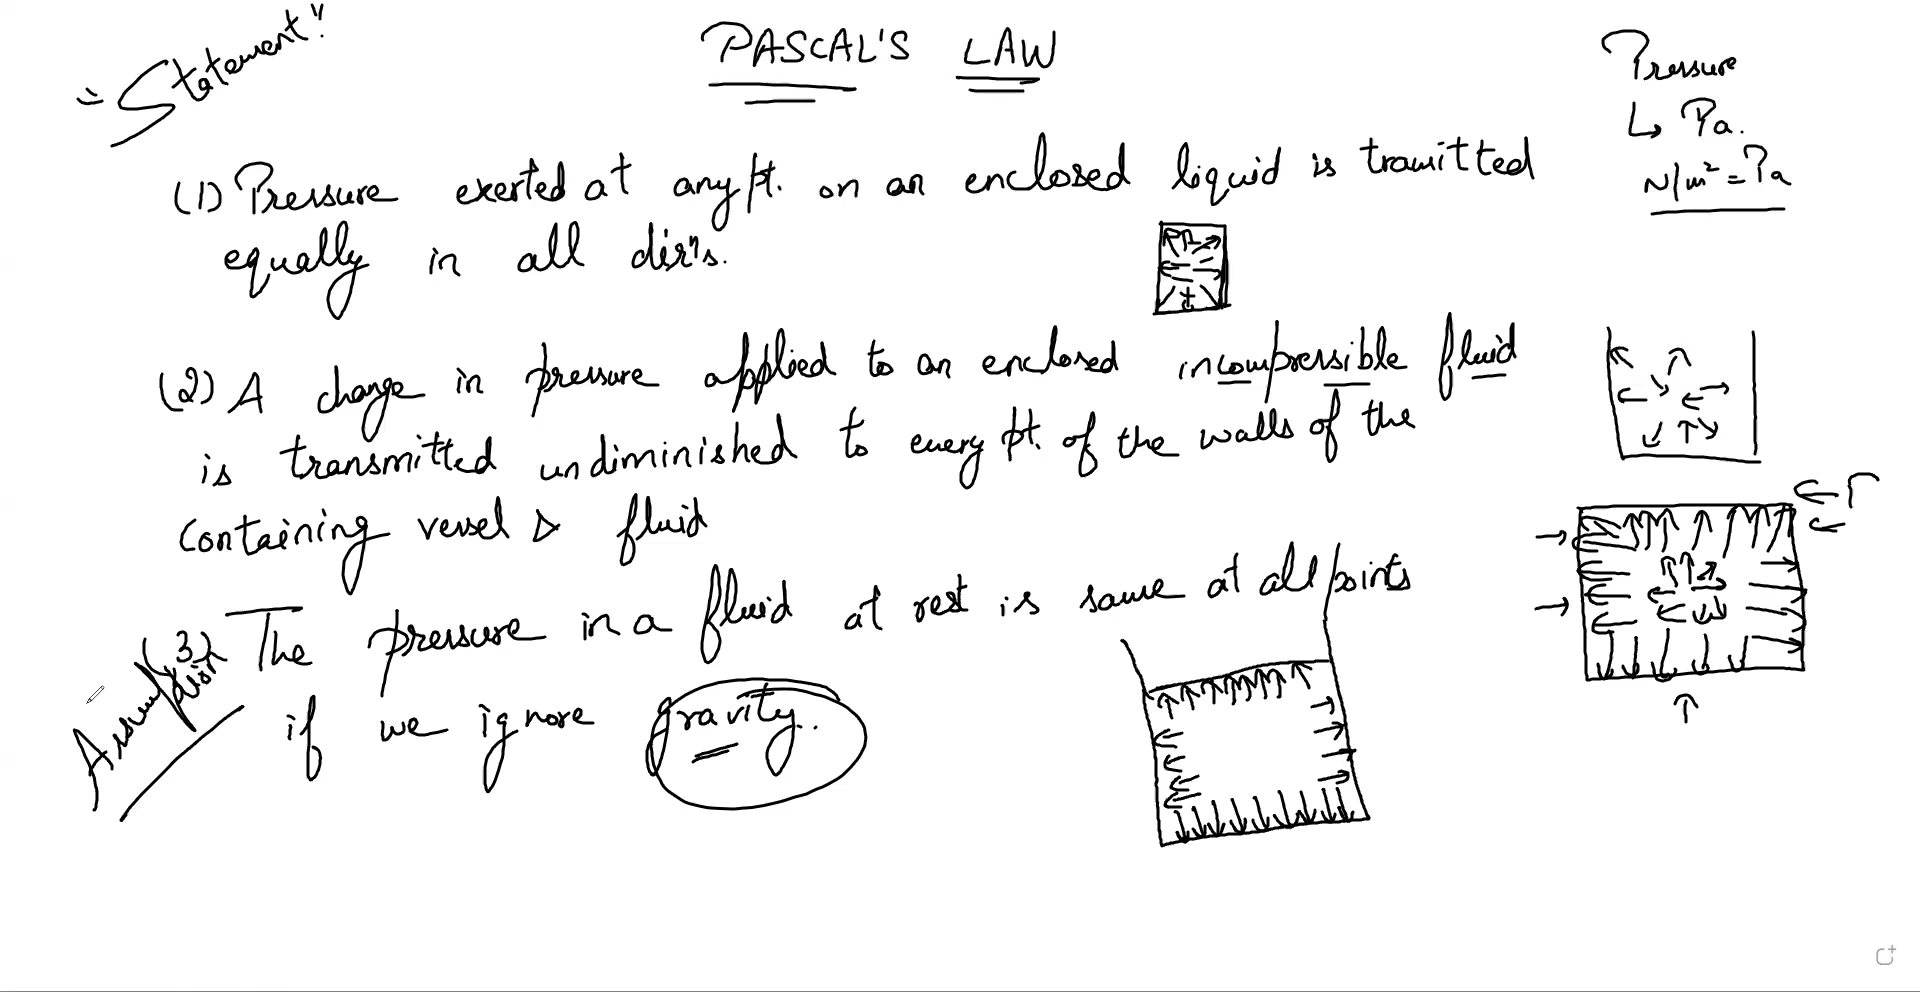 "Statement"
PASCAL'S LAW
Pressure
↳ Pa.
N/m² = Pa
(1) Pressure exerted at any pt. on an enclosed liquid is tramitted
equally in all dirⁿs.
(2) A change in pressure applied to an enclosed incompressible fluid
is transmitted undiminished to every pt. of the walls of the
containing vessel & fluid
(3) The pressure in a fluid at rest is same at all points
if we ignore gravity.
Assumption